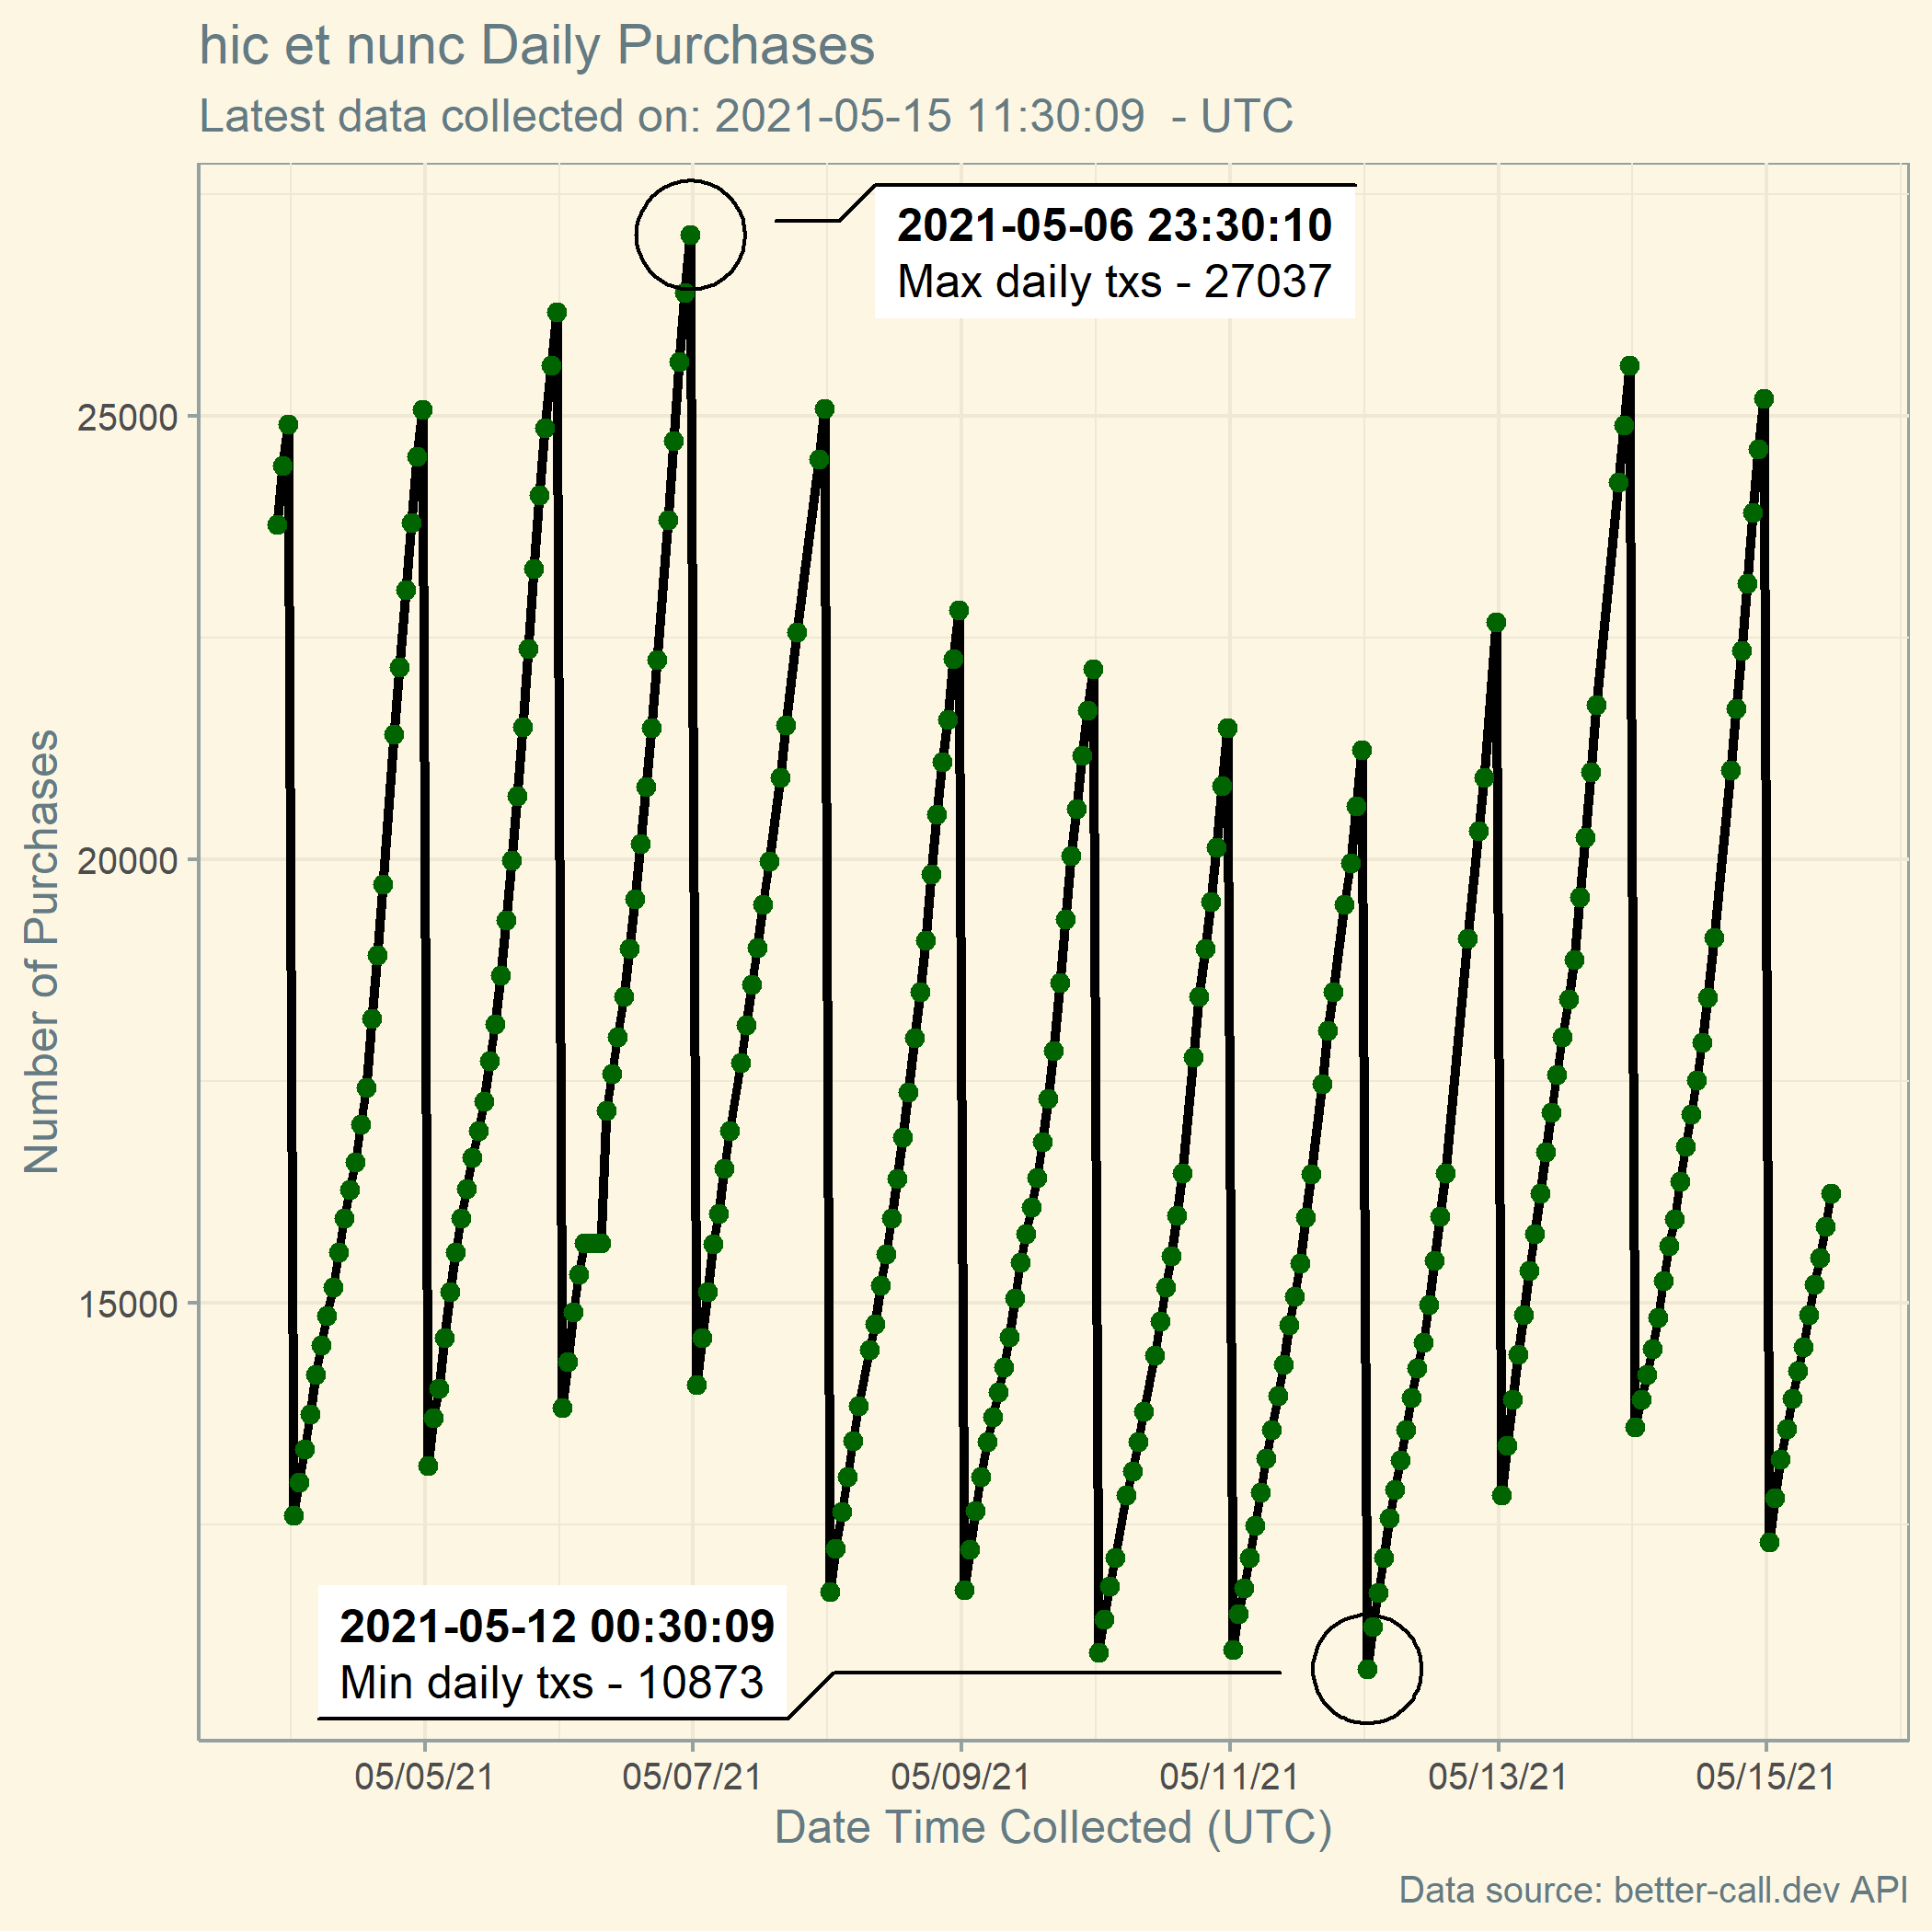 hic et nunc Daily Purchases
Latest data collected on: 2021-05-15 11:30:09  - UTC
2021-05-06 23:30:10
Max daily txs - 27037
25000
20000
15000
Number of Purchases
2021-05-12 00:30:09
Min daily txs - 10873
05/05/21
05/07/21
05/09/21
05/11/21
05/13/21
05/15/21
Date Time Collected (UTC)
Data source: better-call.dev API